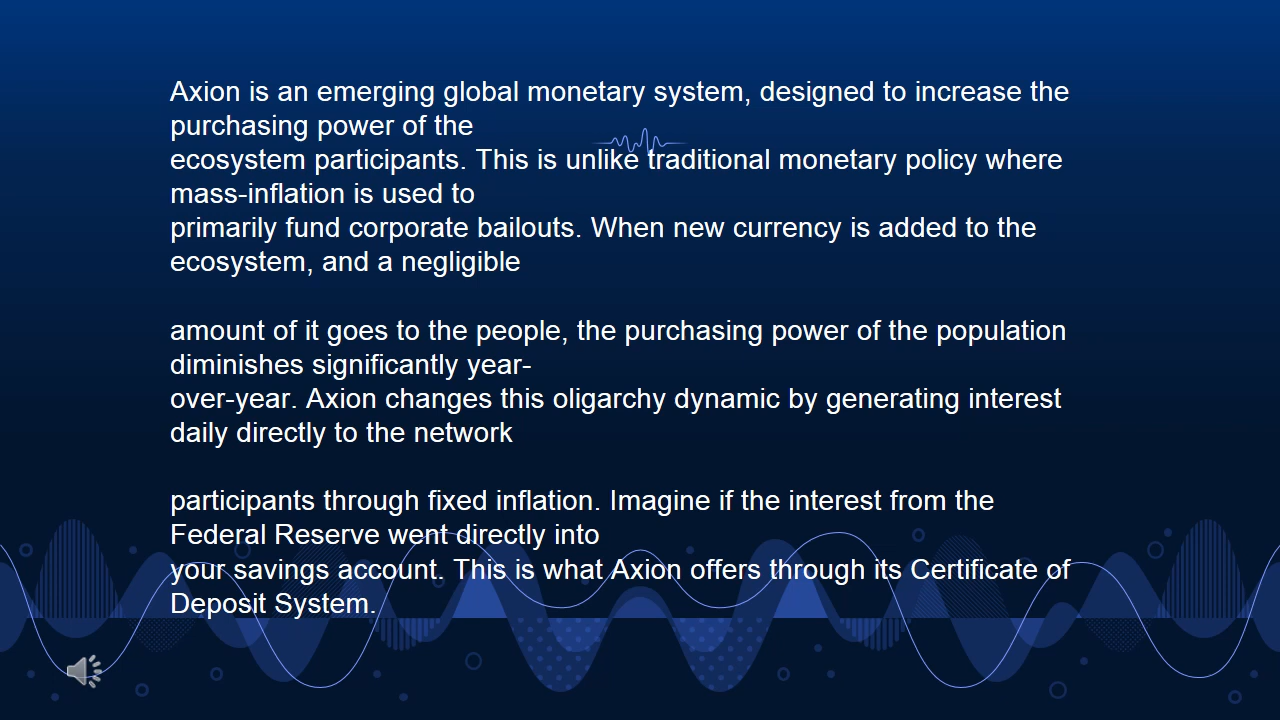 Axion is an emerging global monetary system, designed to increase the
purchasing power of the
ecosystem participants. This is unlike traditional monetary policy where
mass-inflation is used to
primarily fund corporate bailouts. When new currency is added to the
ecosystem, and a negligible
amount of it goes to the people, the purchasing power of the population
diminishes significantly year-
over-year. Axion changes this oligarchy dynamic by generating interest
daily directly to the network
participants through fixed inflation. Imagine if the interest from the
Federal Reserve went directly into
your savings account. This is what Axion offers through its Certificate of
Deposit System.